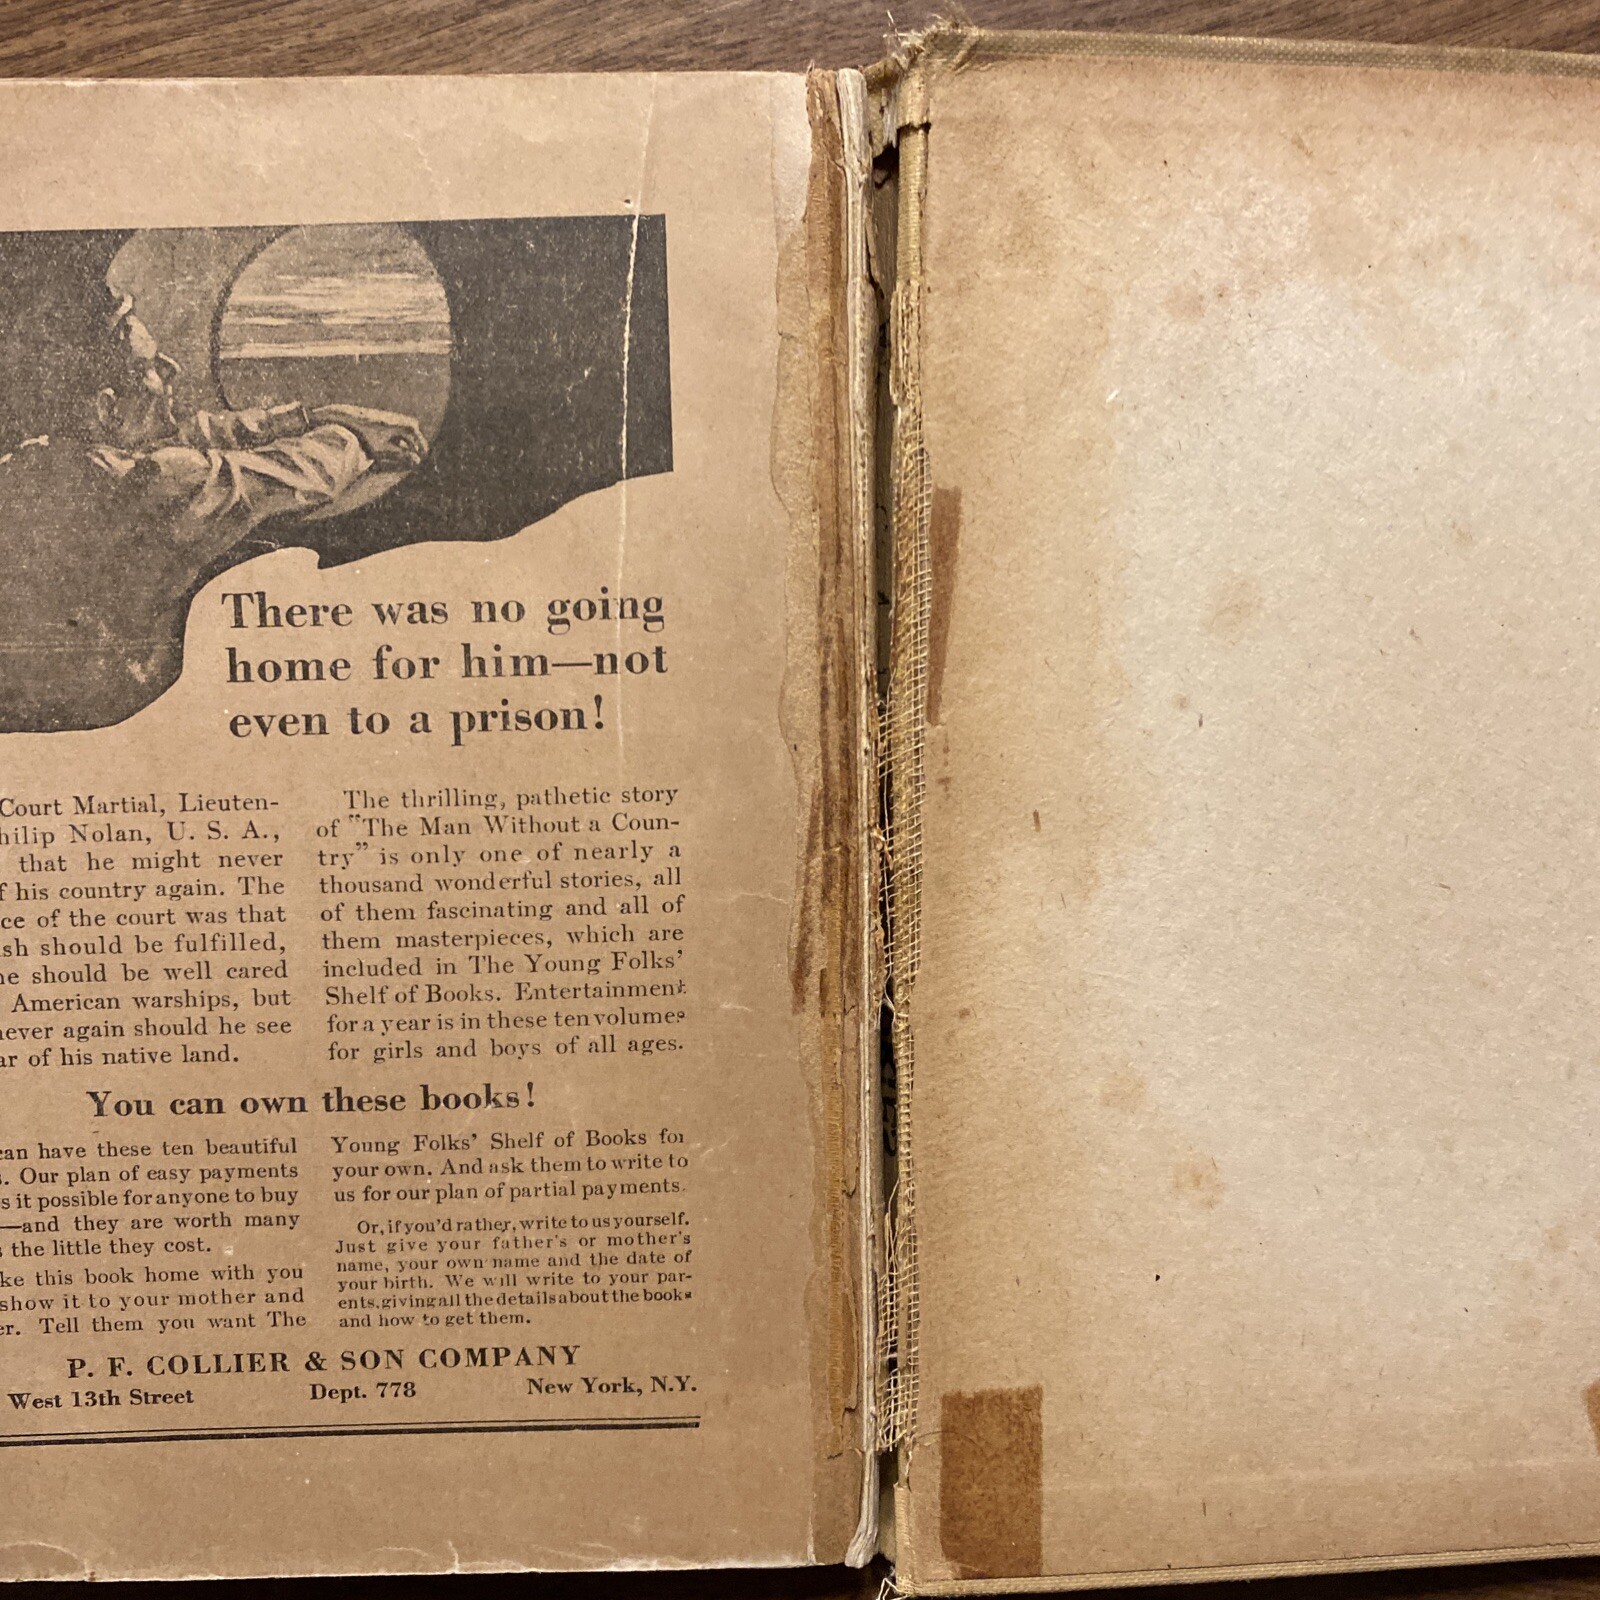 There was no going
home for him—not
even to a prison!
Court Martial, Lieuten-
Philip Nolan, U. S. A.,
that he might never
of his country again. The
of the court was that
should be fulfilled,
he should be well cared
American warships, but
never again should he see
of his native land.
The thrilling, pathetic story
of "The Man Without a Coun-
try" is only one of nearly a
thousand wonderful stories, all
of them fascinating and all of
them masterpieces, which are
included in The Young Folks'
Shelf of Books. Entertainment
for a year is in these ten volumes
for girls and boys of all ages.
You can own these books!
can have these ten beautiful
Our plan of easy payments
it possible for anyone to buy
—and they are worth many
the little they cost.
this book home with you
show it to your mother and
Tell them you want The
Young Folks' Shelf of Books for
your own. And ask them to write to
us for our plan of partial payments.
Or, if you'd rather, write to us yourself.
Just give your father's or mother's
name, your own name and the date of
your birth. We will write to your par-
ents, giving all the details about the books
and how to get them.
P. F. COLLIER & SON COMPANY
West 13th Street Dept. 778 New York, N.Y.